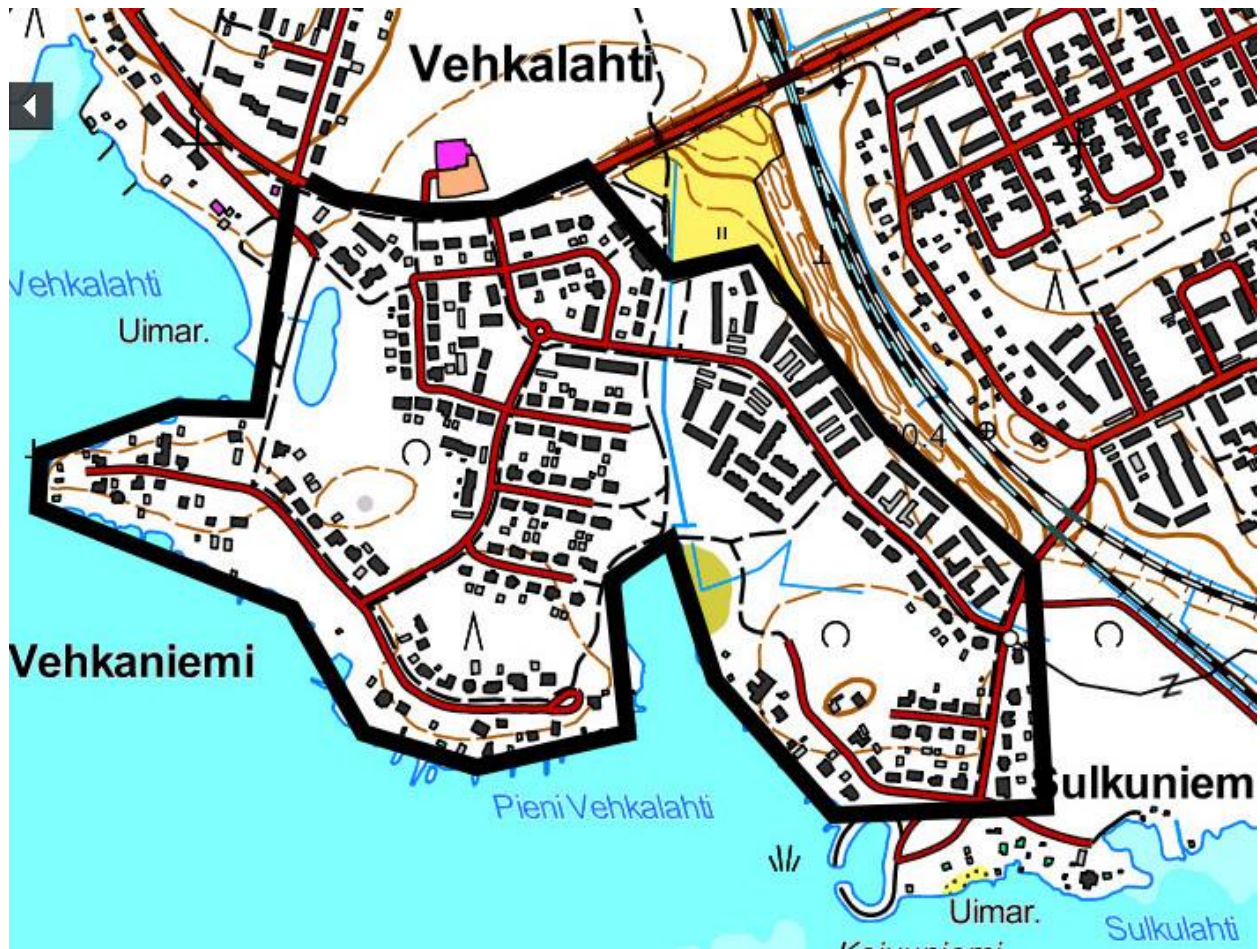 Vehkalahti
Vehkalahti
Uimar.
Vehkaniemi
Pieni Vehkalahti
Sulkuniem
Uimar.
Sulkulahti